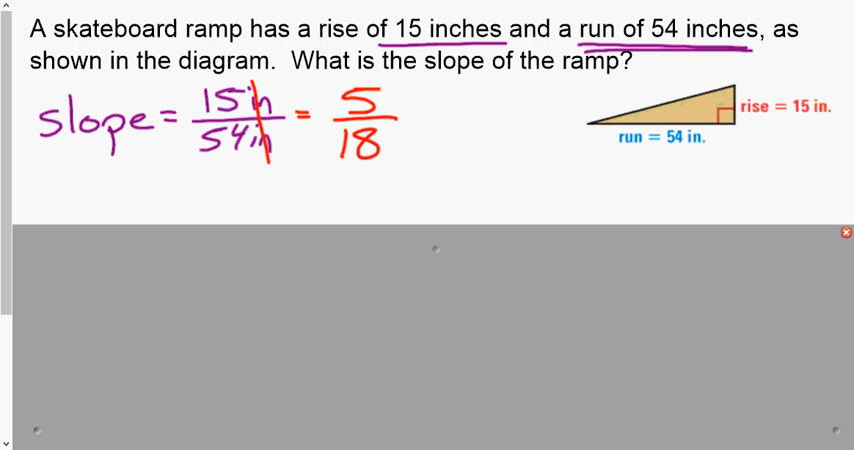 A skateboard ramp has a rise of 15 inches and a run of 54 inches, as
shown in the diagram. What is the slope of the ramp?
slope = 15 in / 54 in = 5 / 18
rise = 15 in.
run = 54 in.